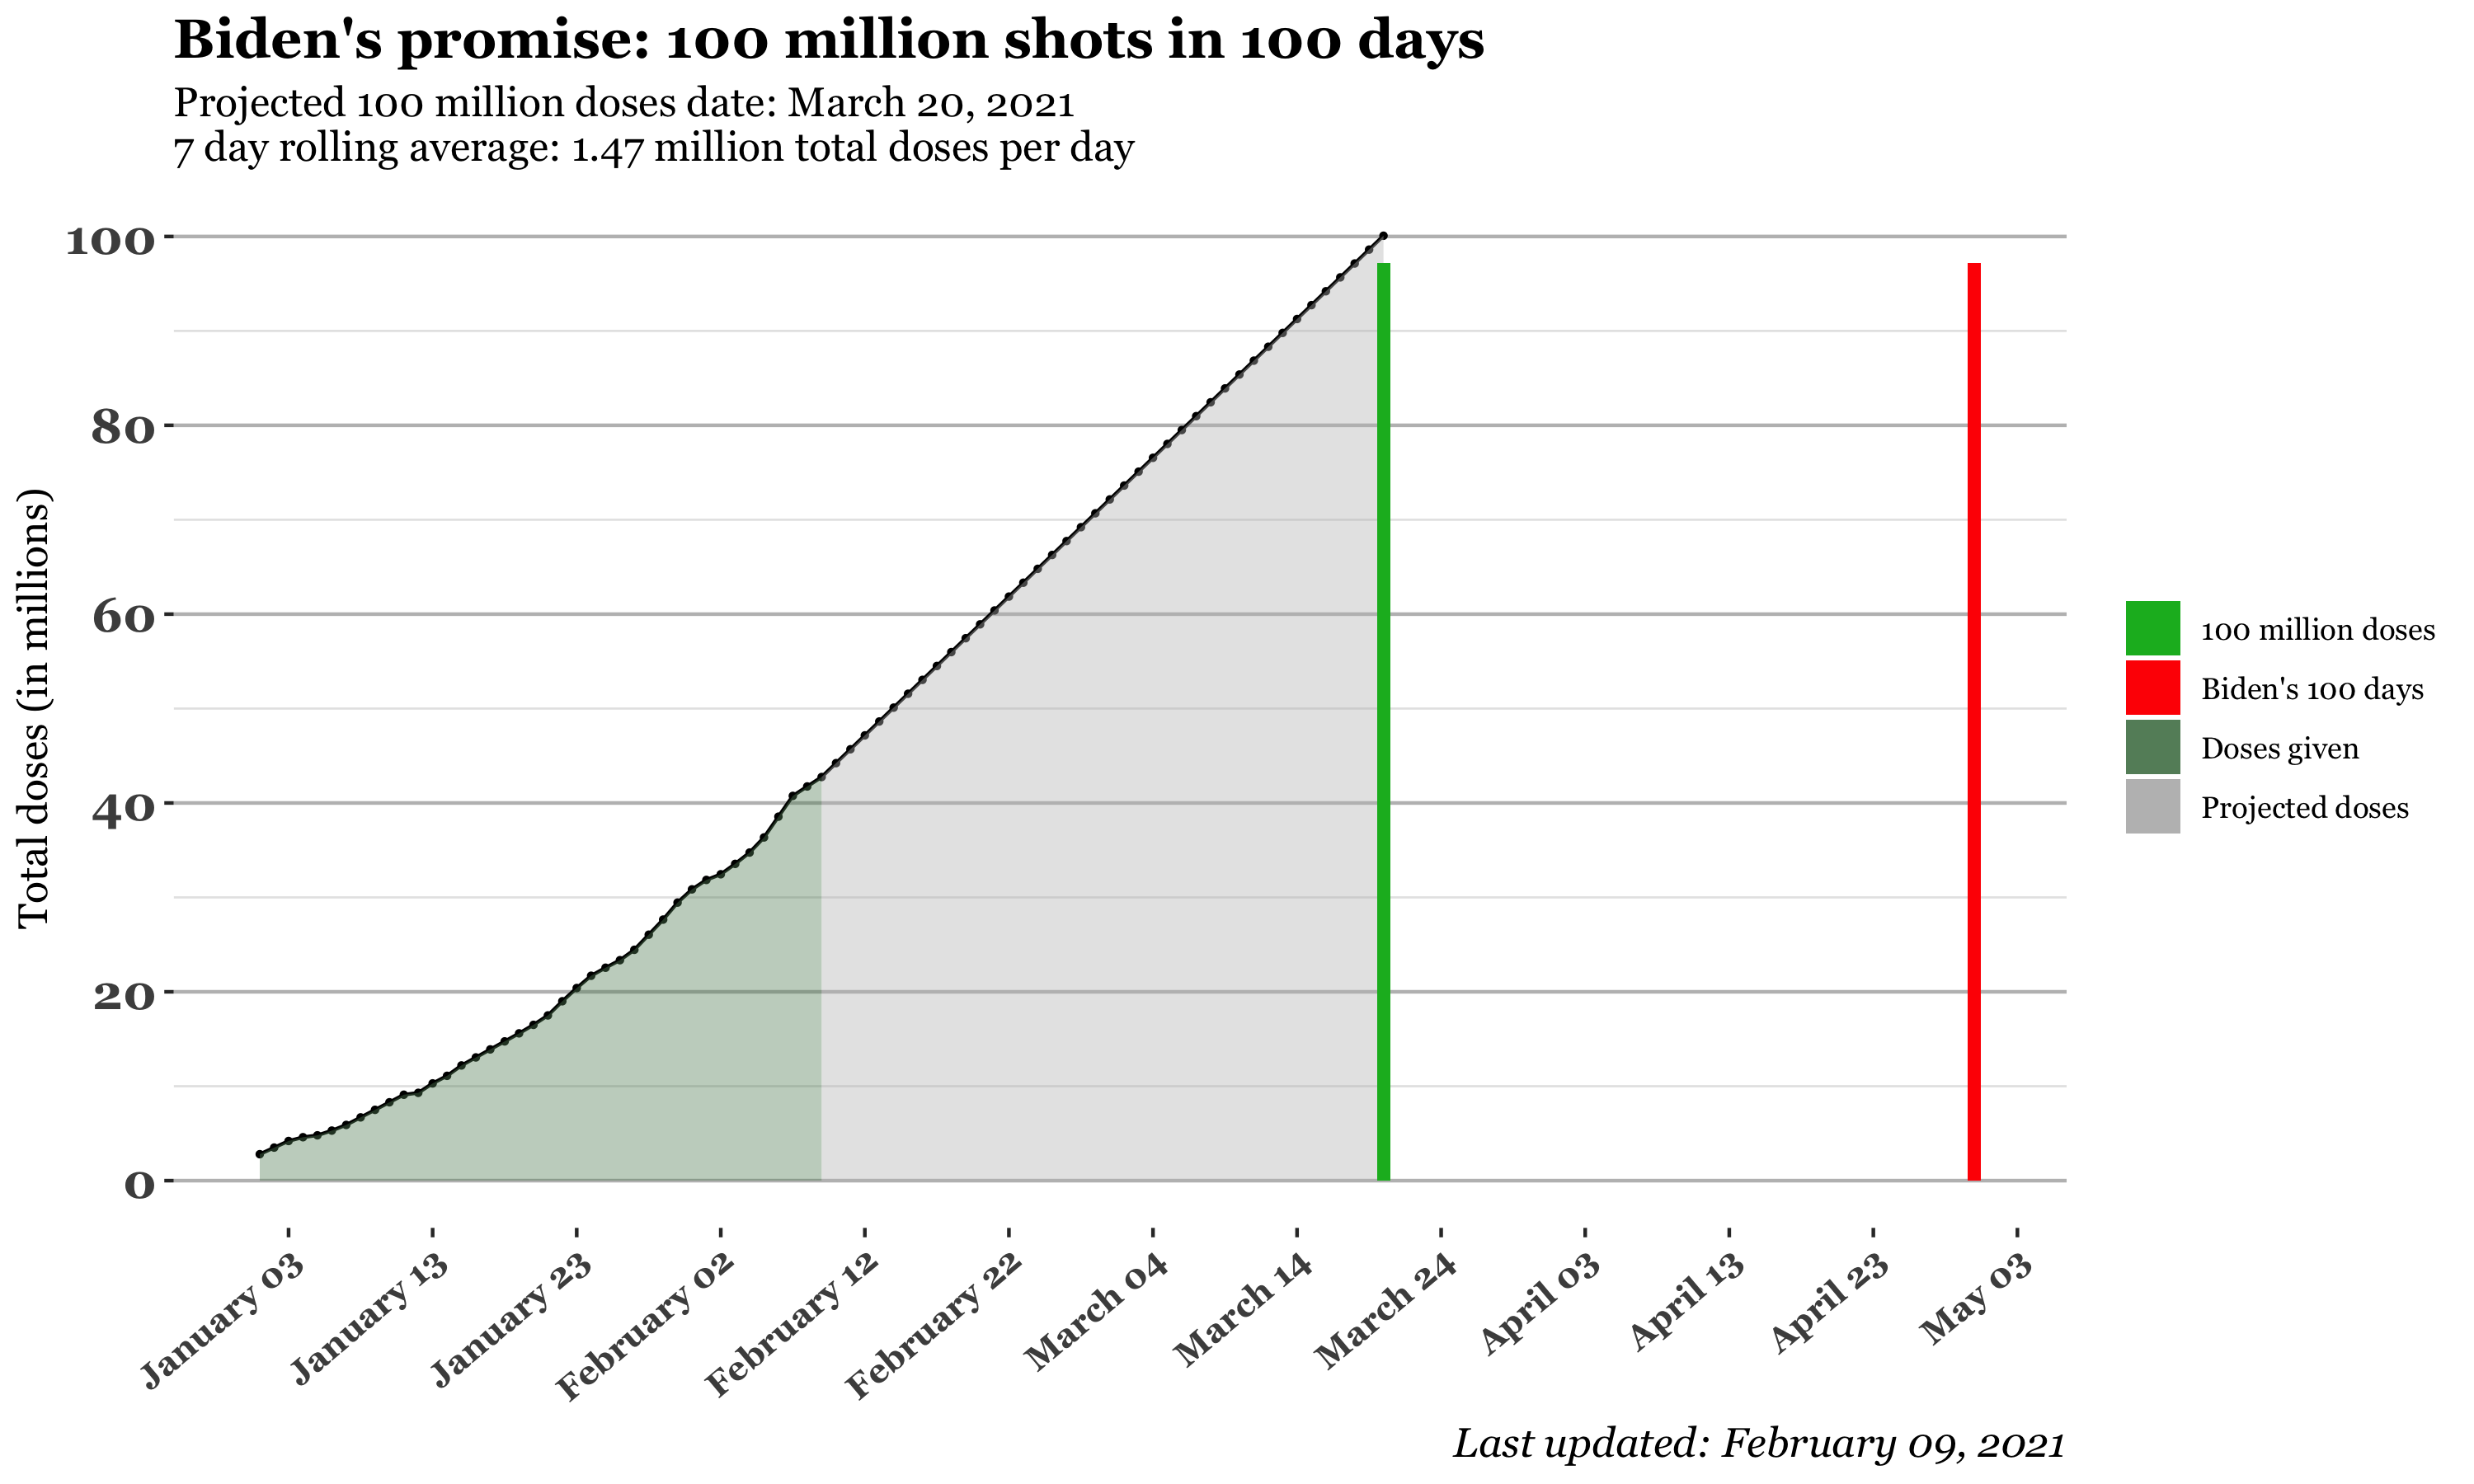 Biden's promise: 100 million shots in 100 days
Projected 100 million doses date: March 20, 2021
7 day rolling average: 1.47 million total doses per day
Total doses (in millions)
100
80
60
40
20
0
January 03
January 13
January 23
February 02
February 12
February 22
March 04
March 14
March 24
April 03
April 13
April 23
May 03
100 million doses
Biden's 100 days
Doses given
Projected doses
Last updated: February 09, 2021